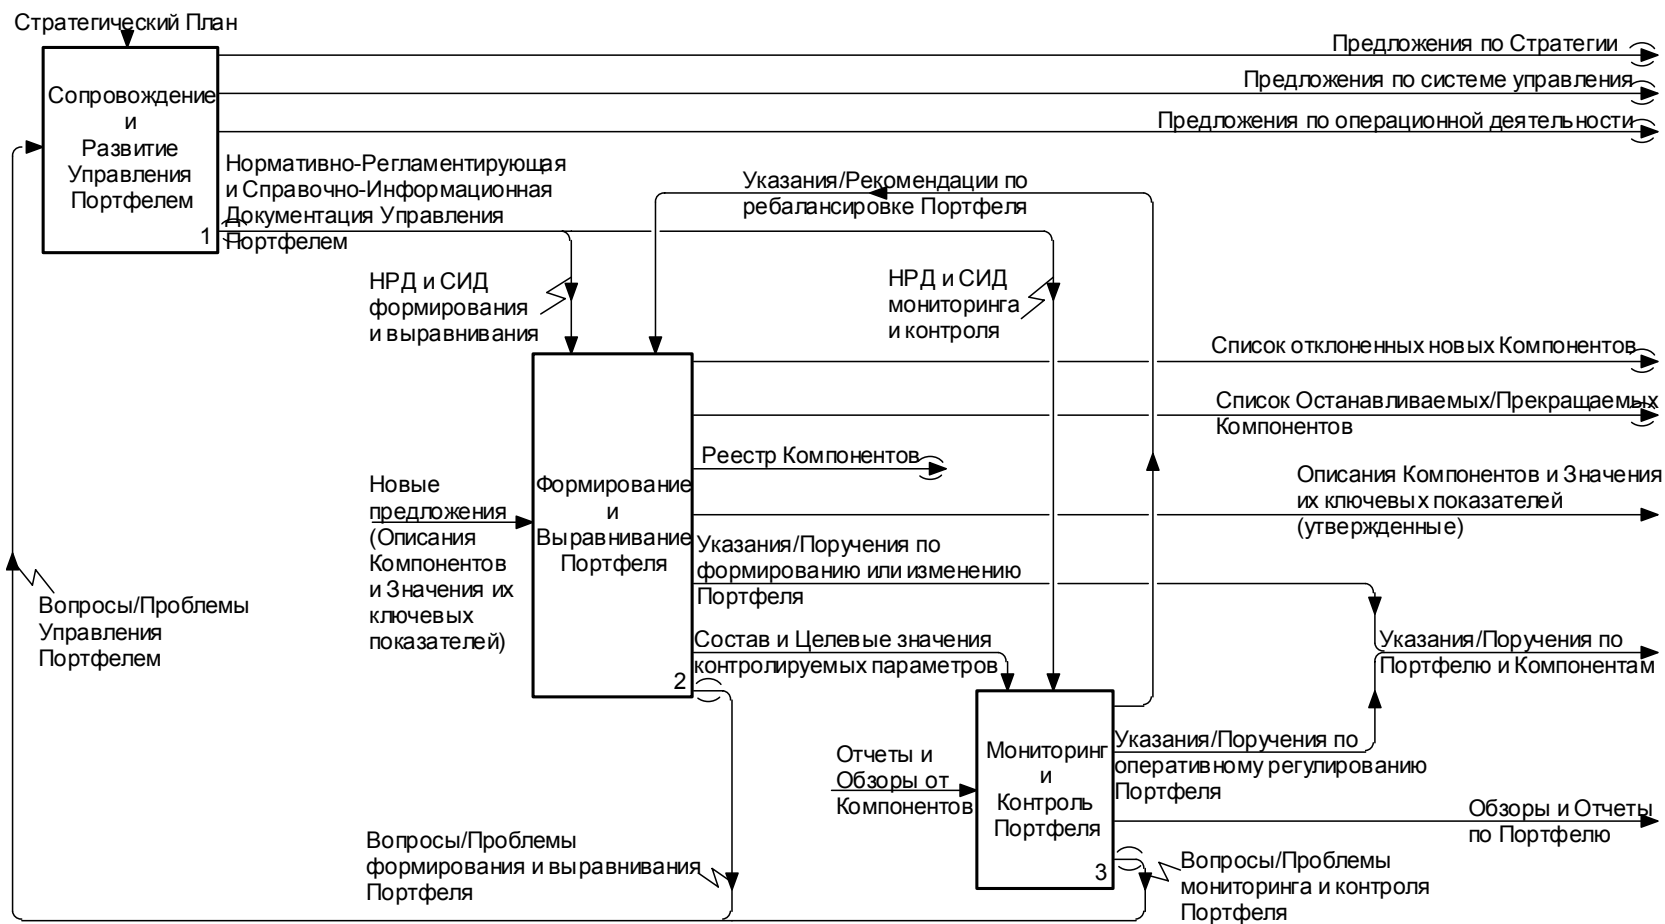 Стратегический План
Предложения по Стратегии
Предложения по системе управления
Предложения по операционной деятельности
Сопровождение
и
Развитие
Управления
Портфелем
1
Нормативно-Регламентирующая
и Справочно-Информационная
Документация Управления
Портфелем
Указания/Рекомендации по
ребалансировке Портфеля
НРД и СИД
формирования
и выравнивания
НРД и СИД
мониторинга
и контроля
Список отклоненных новых Компонентов
Список Останавливаемых/Прекращаемых
Компонентов
Реестр Компонентов
Описания Компонентов и Значения
их ключевых показателей
(утвержденные)
Новые
предложения
(Описания
Компонентов
и Значения их
ключевых
показателей)
Формирование
и
Выравнивание
Портфеля
2
Указания/Поручения по
формированию или изменению
Портфеля
Вопросы/Проблемы
Управления
Портфелем
Состав и Целевые значения
контролируемых параметров
Указания/Поручения по
Портфелю и Компонентам
Отчеты и
Обзоры от
Компонентов
Мониторинг
и
Контроль
Портфеля
3
Указания/Поручения по
оперативному регулированию
Портфеля
Обзоры и Отчеты
по Портфелю
Вопросы/Проблемы
формирования и выравнивания
Портфеля
Вопросы/Проблемы
мониторинга и контроля
Портфеля